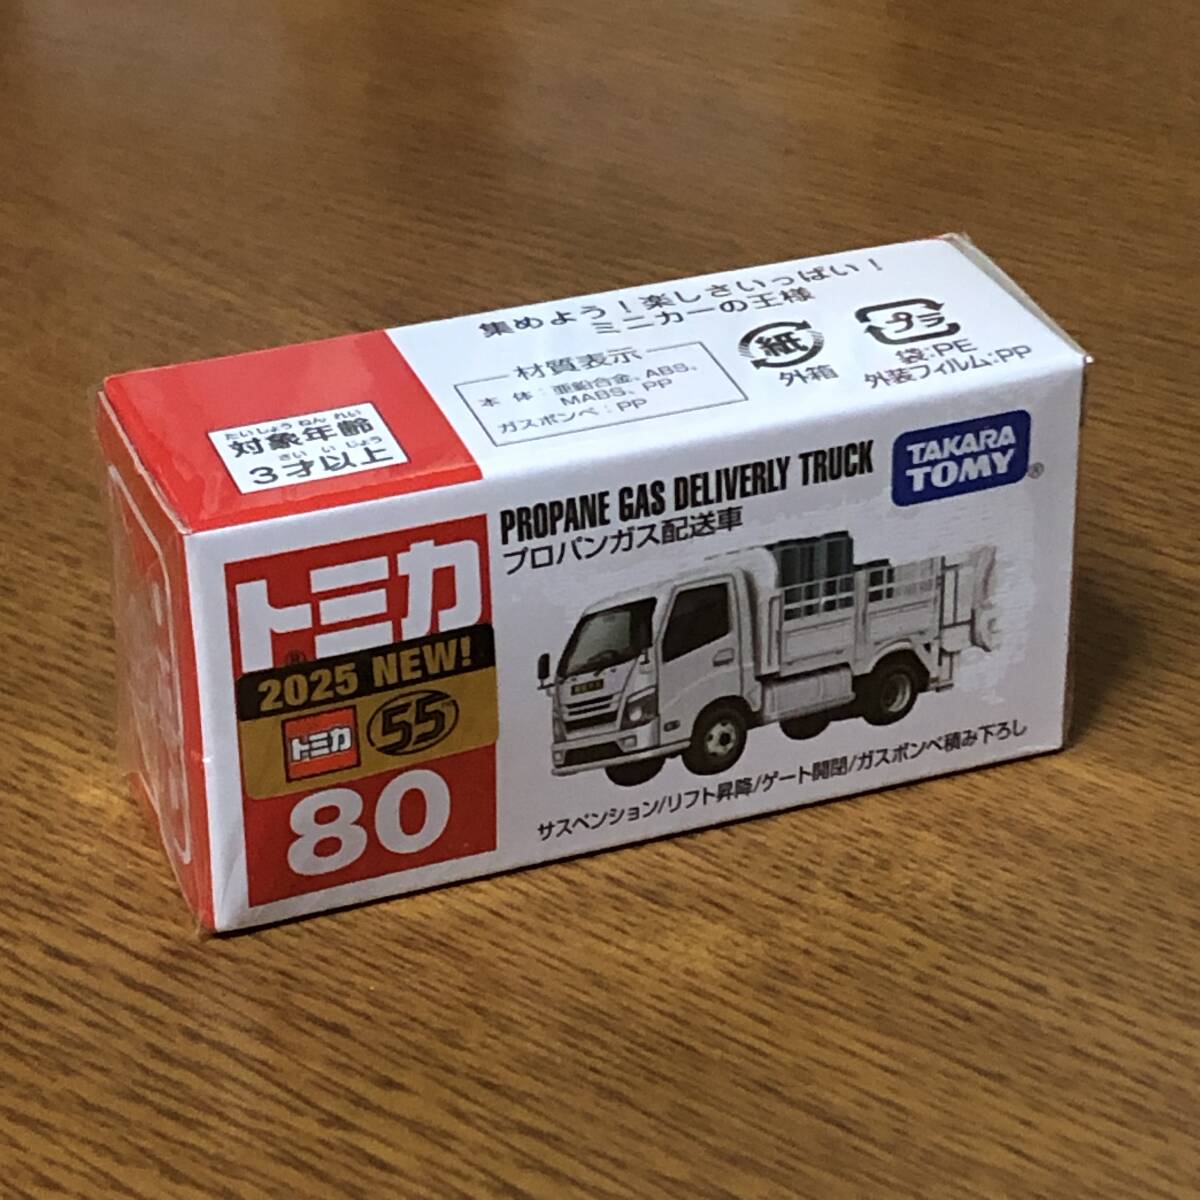 集めよう！楽しさいっぱい！
ミニカーの王様
材質表示
本体：亜鉛合金、ABS、
MABS、PP
ガスボンベ：PP
紙
外箱
プラ
袋:PE
外装フィルム:PP
たいしょう ねん れい
対象年齢
さい い じょう
3才以上
PROPANE GAS DELIVERLY TRUCK
プロパンガス配送車
TAKARA
TOMY®
トミカ®
2025 NEW!
トミカ 55
80
サスペンション/リフト昇降/ゲート開閉/ガスボンベ積み下ろし